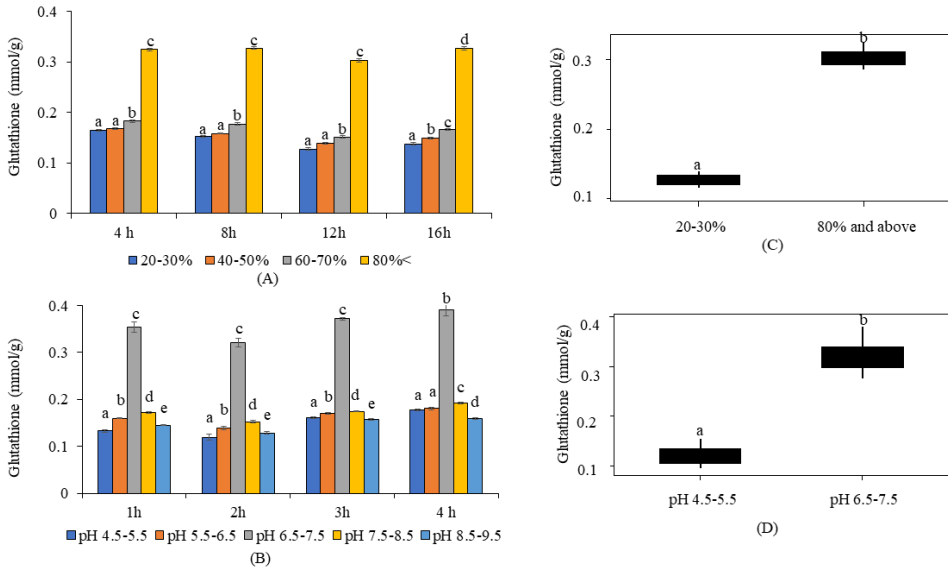 Glutathione (mmol/g)
0.4
0.3
0.2
0.1
0
a a b c
a a b c
a a b c
a b c d
4 h 8h 12h 16h
20-30% 40-50% 60-70% 80%<
(A)
Glutathione (mmol/g)
0.4
0.3
0.2
0.1
0
a b c d e
a b c d e
a b c d e
a a b c d
1h 2h 3h 4 h
pH 4.5-5.5 pH 5.5-6.5 pH 6.5-7.5 pH 7.5-8.5 pH 8.5-9.5
(B)
Glutathione (mmol/g)
0.3
0.2
0.1
a b
20-30% 80% and above
(C)
Glutathione (mmol/g)
0.4
0.3
0.2
0.1
a b
pH 4.5-5.5 pH 6.5-7.5
(D)